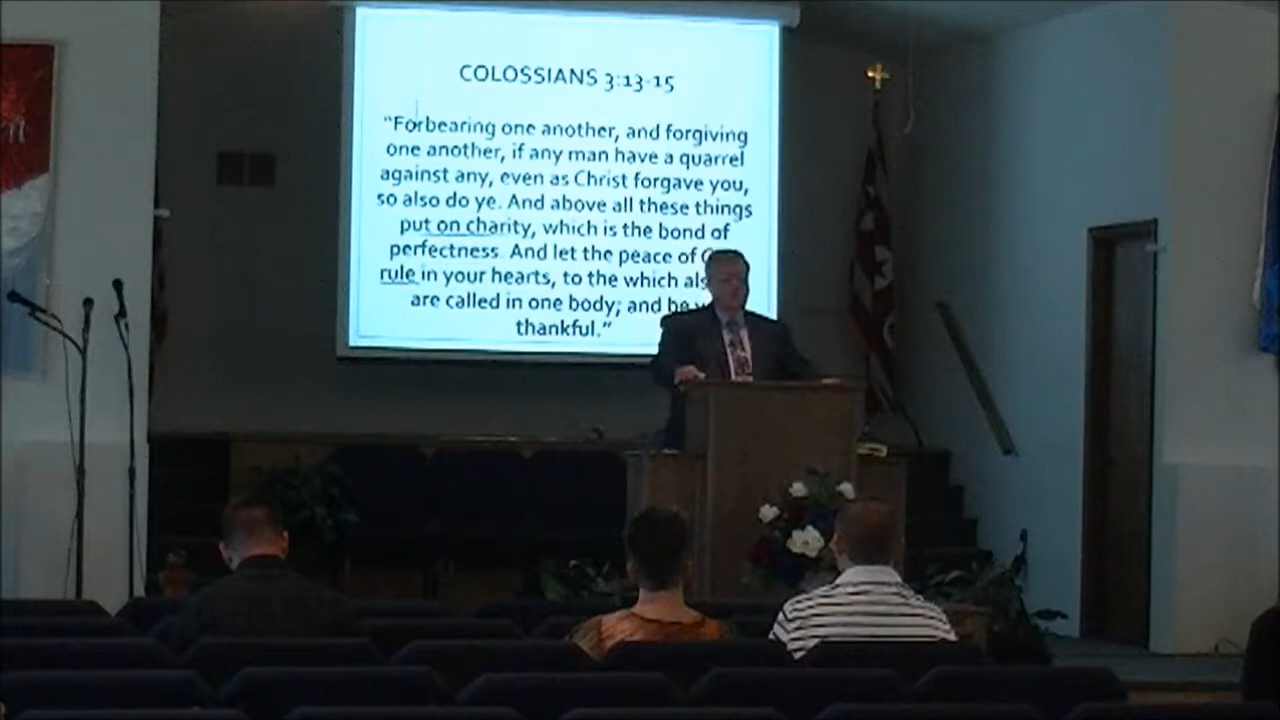 COLOSSIANS 3:13-15
“Forbearing one another, and forgiving
one another, if any man have a quarrel
against any, even as Christ forgave you,
so also do ye. And above all these things
put on charity, which is the bond of
perfectness. And let the peace of
rule in your hearts, to the which
are called in one body; and be
thankful.”